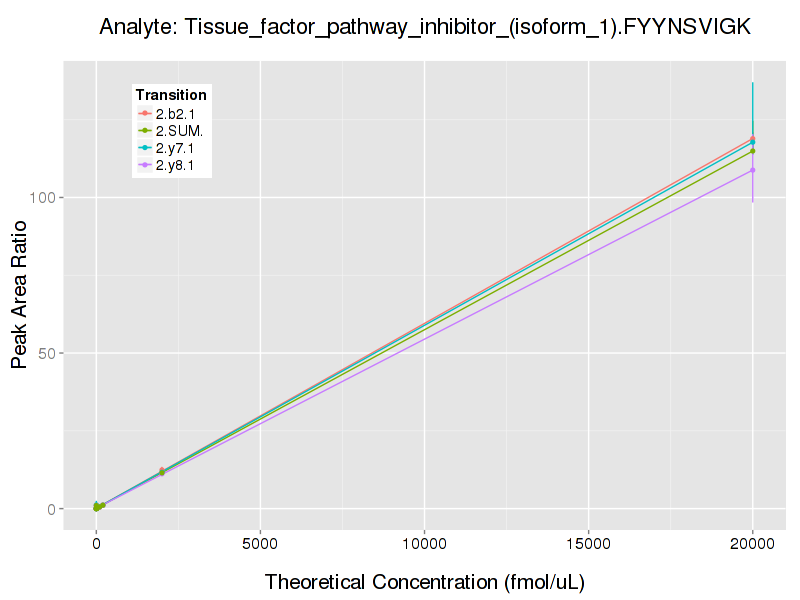 Analyte: Tissue_factor_pathway_inhibitor_(isoform_1).FYYNSVIGK
Transition
2.b2.1
2.SUM.
2.y7.1
2.y8.1
Peak Area Ratio
100
50
0
0 5000 10000 15000 20000
Theoretical Concentration (fmol/uL)